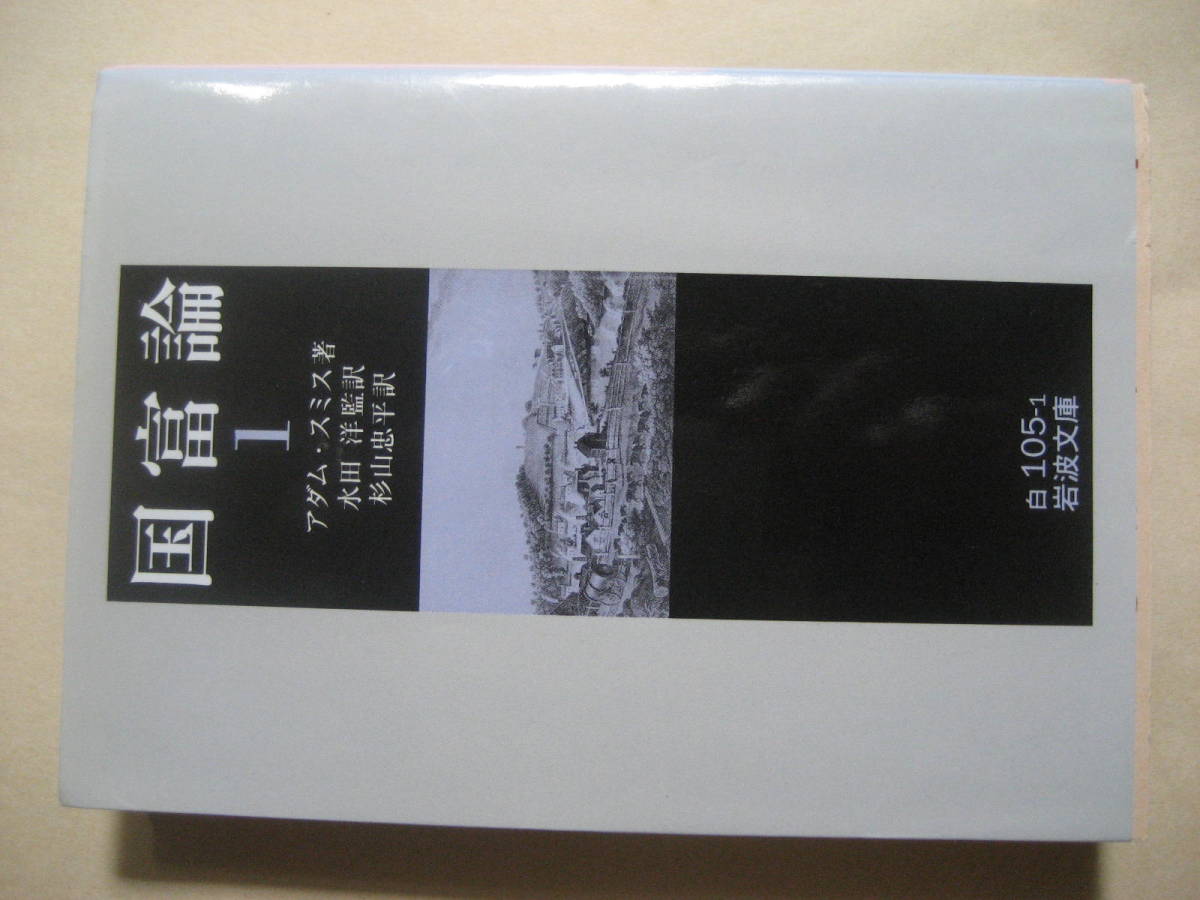 国富論
1
アダム・スミス著
水田 洋監訳
杉山忠平訳
白 105-1
岩波文庫